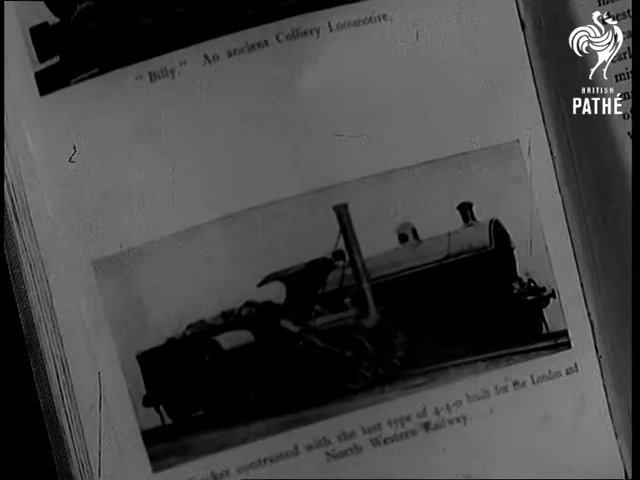 "Billy." An ancient Colliery Locomotive.
BRITISH
PATHÉ
contrasted with the last type of 4-4-0 built for the London and
North Western Railway.